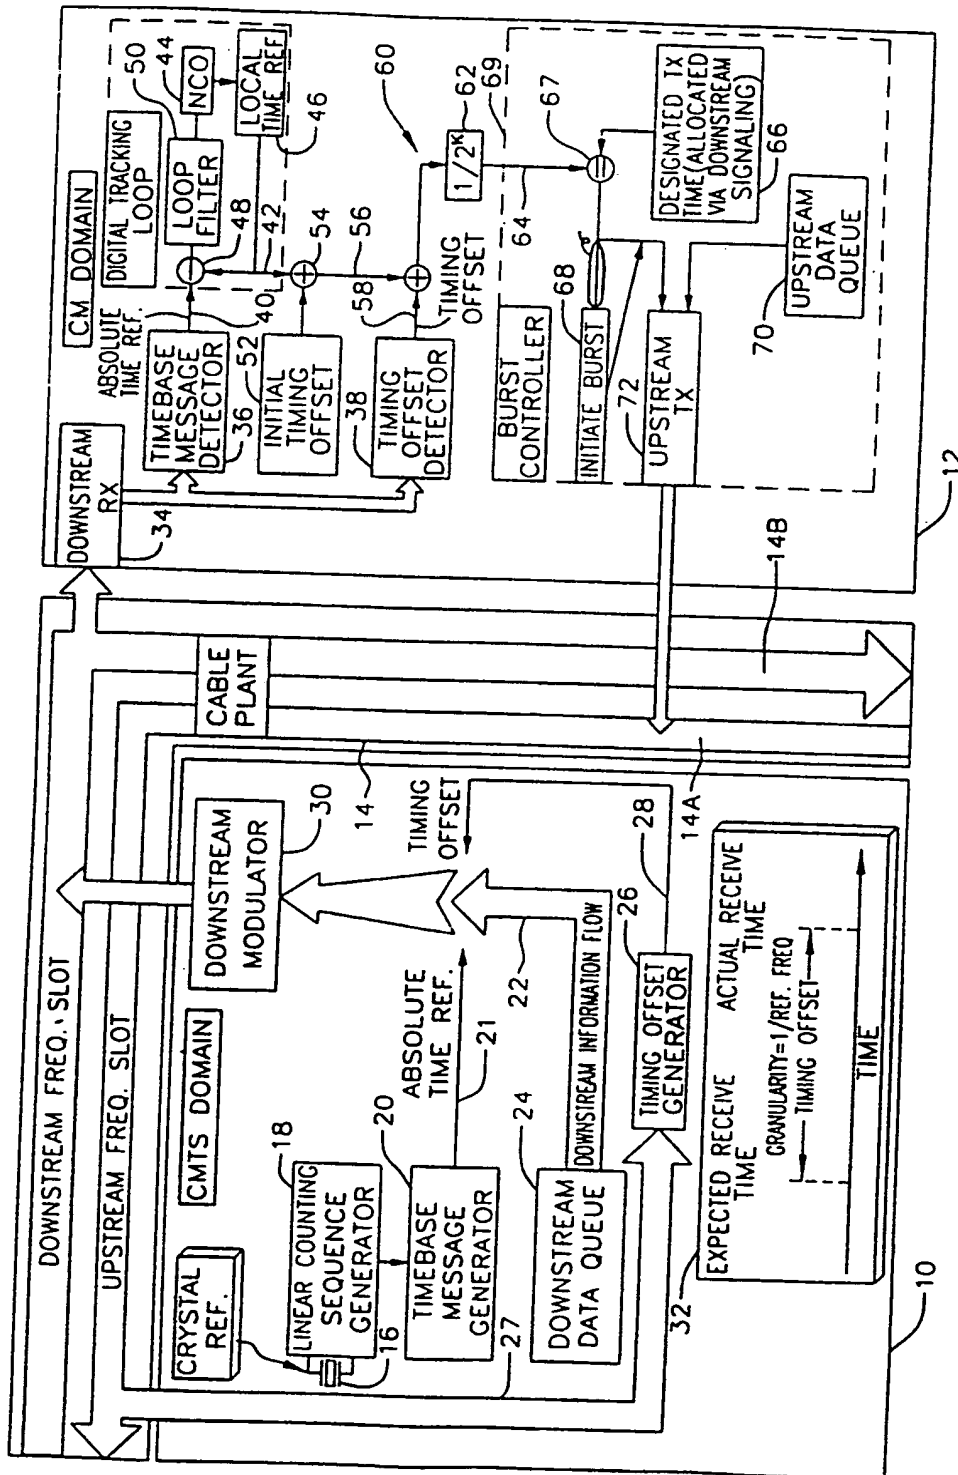 DOWNSTREAM FREQ. SLOT
UPSTREAM FREQ. SLOT
CMTS DOMAIN
CRYSTAL
REF.
16
18
LINEAR COUNTING
SEQUENCE
GENERATOR
20
TIMEBASE
MESSAGE
GENERATOR
ABSOLUTE
TIME REF.
21
22
24
DOWNSTREAM
DATA QUEUE
DOWNSTREAM INFORMATION FLOW
26
TIMING OFFSET
GENERATOR
27
28
TIMING
OFFSET
DOWNSTREAM
MODULATOR
30
32
EXPECTED RECEIVE
TIME
ACTUAL RECEIVE
TIME
GRANULARITY=1/REF. FREQ
TIMING OFFSET
TIME
10
CABLE
PLANT
14
14A
14B
DOWNSTREAM
RX
34
CM DOMAIN
DIGITAL TRACKING
LOOP
ABSOLUTE
TIME REF.
40
TIMEBASE
MESSAGE
DETECTOR
36
48
LOOP
FILTER
50
NCO
44
LOCAL
TIME REF
46
42
52
INITIAL
TIMING
OFFSET
54
56
38
TIMING
OFFSET
DETECTOR
58
TIMING OFFSET
60
1/2K
62
64
BURST
CONTROLLER
69
67
68
INITIATE BURST
DESIGNATED TX
TIME(ALLOCATED
VIA DOWNSTREAM
SIGNALING)
66
72
UPSTREAM
TX
70
UPSTREAM
DATA
QUEUE
12